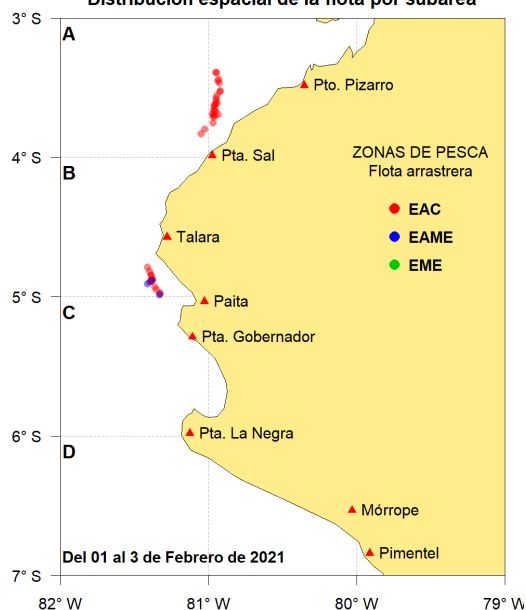 Distribución espacial de la flota por subárea
3° S
A
Pto. Pizarro
4° S
Pta. Sal
ZONAS DE PESCA
Flota arrastrera
B
EAC
Talara
EAME
EME
5° S
Paita
C
Pta. Gobernador
6° S
Pta. La Negra
D
Mórrope
Del 01 al 3 de Febrero de 2021
Pimentel
7° S
82° W
81° W
80° W
79° W